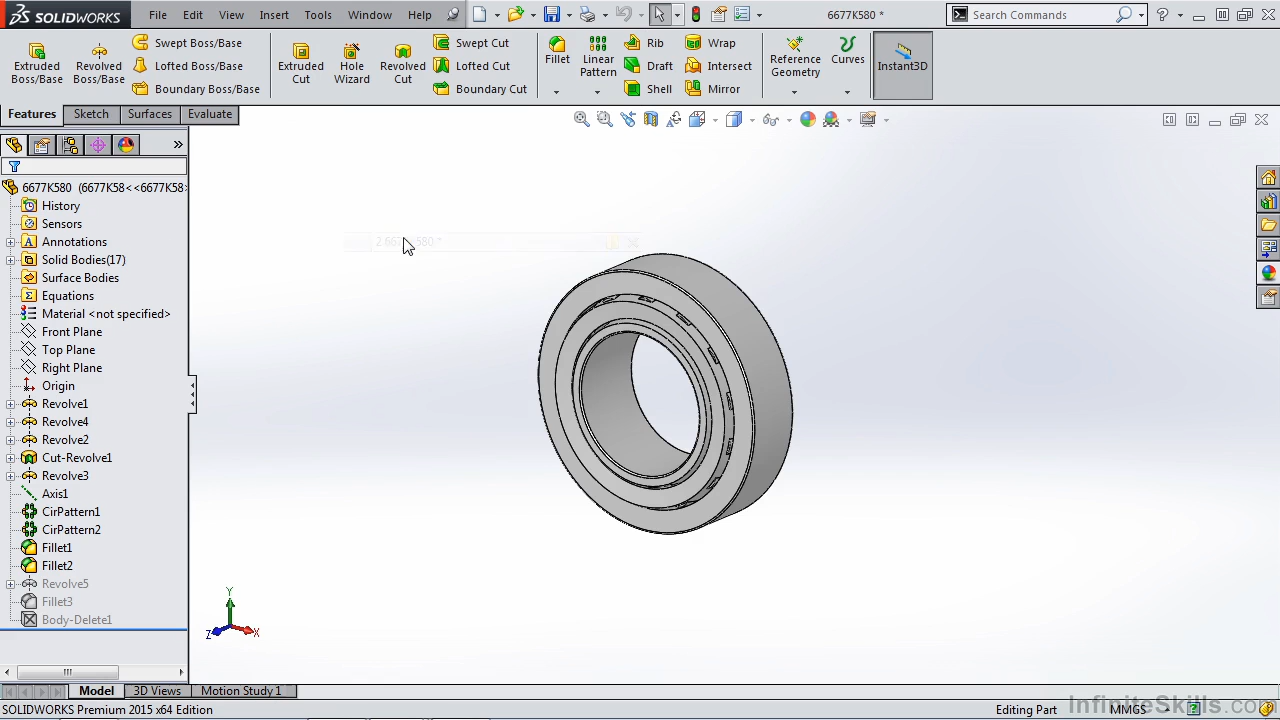 SOLIDWORKS File Edit View Insert Tools Window Help 6677K580 * Search Commands
Extruded Boss/Base Revolved Boss/Base Swept Boss/Base Lofted Boss/Base Boundary Boss/Base Extruded Cut Hole Wizard Revolved Cut Swept Cut Lofted Cut Boundary Cut Fillet Linear Pattern Rib Draft Shell Wrap Intersect Mirror Reference Geometry Curves Instant3D
Features Sketch Surfaces Evaluate
6677K580 (6677K58<<6677K58>
History
Sensors
Annotations
Solid Bodies(17)
Surface Bodies
Equations
Material <not specified>
Front Plane
Top Plane
Right Plane
Origin
Revolve1
Revolve4
Revolve2
Cut-Revolve1
Revolve3
Axis1
CirPattern1
CirPattern2
Fillet1
Fillet2
Revolve5
Fillet3
Body-Delete1
Y
Z X
Model 3D Views Motion Study 1
SOLIDWORKS Premium 2015 x64 Edition Editing Part MMGS
InfiniteSkills.com